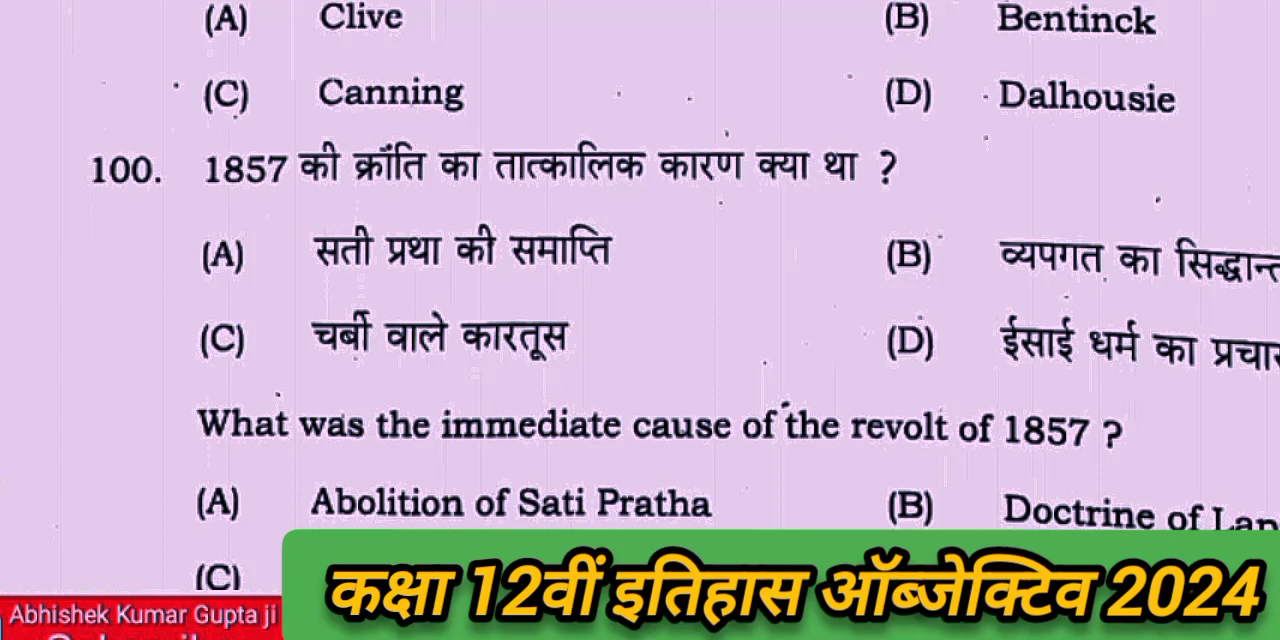 (A) Clive (B) Bentinck
(C) Canning (D) Dalhousie
100. 1857 की क्राँति का तात्कालिक कारण क्या था ?
(A) सती प्रथा की समाप्ति (B) व्यपगत का सिद्धान्त
(C) चर्बी वाले कारतूस (D) ईसाई धर्म का प्रचार
What was the immediate cause of the revolt of 1857 ?
(A) Abolition of Sati Pratha (B) Doctrine of Lap
(C)
कक्षा 12वीं इतिहास ऑब्जेक्टिव 2024
Abhishek Kumar Gupta ji